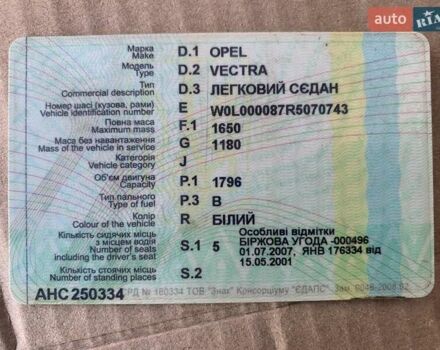 auto RIA
Марка
Make D.1 OPEL
Модель
Type D.2 VECTRA
Тип
Commercial description D.3 ЛЕГКОВИЙ СЄДАН
Номер шасі (кузова, рами)
Vehicle identification number E W0L000087R5070743
Повна маса
Maximum mass F.1 1650
Маса без навантаження
Mass of the vehicle in service G 1180
Категорія
Vehicle category J
Об'єм двигуна
Capacity P.1 1796
Тип пального
Type of fuel P.3 B
Колір
Colour of the vehicle R БІЛИЙ
Кількість сидячих місць
з місцем водія
Number of seats
including the driver's seat S.1 5
Особливі відмітки
БІРЖОВА УГОДА -000496
01.07.2007, ЯНВ 176334 від
15.05.2001
Кількість стоячих місць
Number of standing places S.2
АНС 250334
ТОВ "Знак" Консорціуму "ЄДАПС"